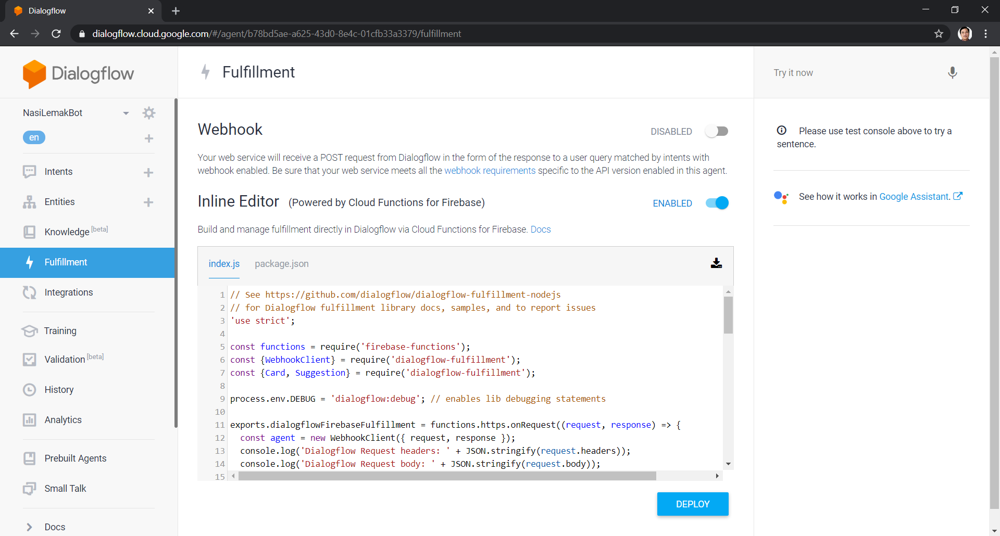 Dialogflow
dialogflow.cloud.google.com/#/agent/b78bd5ae-a625-43d0-8e4c-01cfb33a3379/fulfillment
Dialogflow
NasiLemakBot
en
Intents
Entities
Knowledge [beta]
Fulfillment
Integrations
Training
Validation [beta]
History
Analytics
Prebuilt Agents
Small Talk
Docs
Fulfillment
Webhook
DISABLED
Your web service will receive a POST request from Dialogflow in the form of the response to a user query matched by intents with
webhook enabled. Be sure that your web service meets all the webhook requirements specific to the API version enabled in this agent.
Inline Editor (Powered by Cloud Functions for Firebase)
ENABLED
Build and manage fulfillment directly in Dialogflow via Cloud Functions for Firebase. Docs
index.js package.json
1 // See https://github.com/dialogflow/dialogflow-fulfillment-nodejs
2 // for Dialogflow fulfillment library docs, samples, and to report issues
3 'use strict';
4
5 const functions = require('firebase-functions');
6 const {WebhookClient} = require('dialogflow-fulfillment');
7 const {Card, Suggestion} = require('dialogflow-fulfillment');
8
9 process.env.DEBUG = 'dialogflow:debug'; // enables lib debugging statements
10
11 exports.dialogflowFirebaseFulfillment = functions.https.onRequest((request, response) => {
12   const agent = new WebhookClient({ request, response });
13   console.log('Dialogflow Request headers: ' + JSON.stringify(request.headers));
14   console.log('Dialogflow Request body: ' + JSON.stringify(request.body));
15
DEPLOY
Try it now
Please use test console above to try a
sentence.
See how it works in Google Assistant.